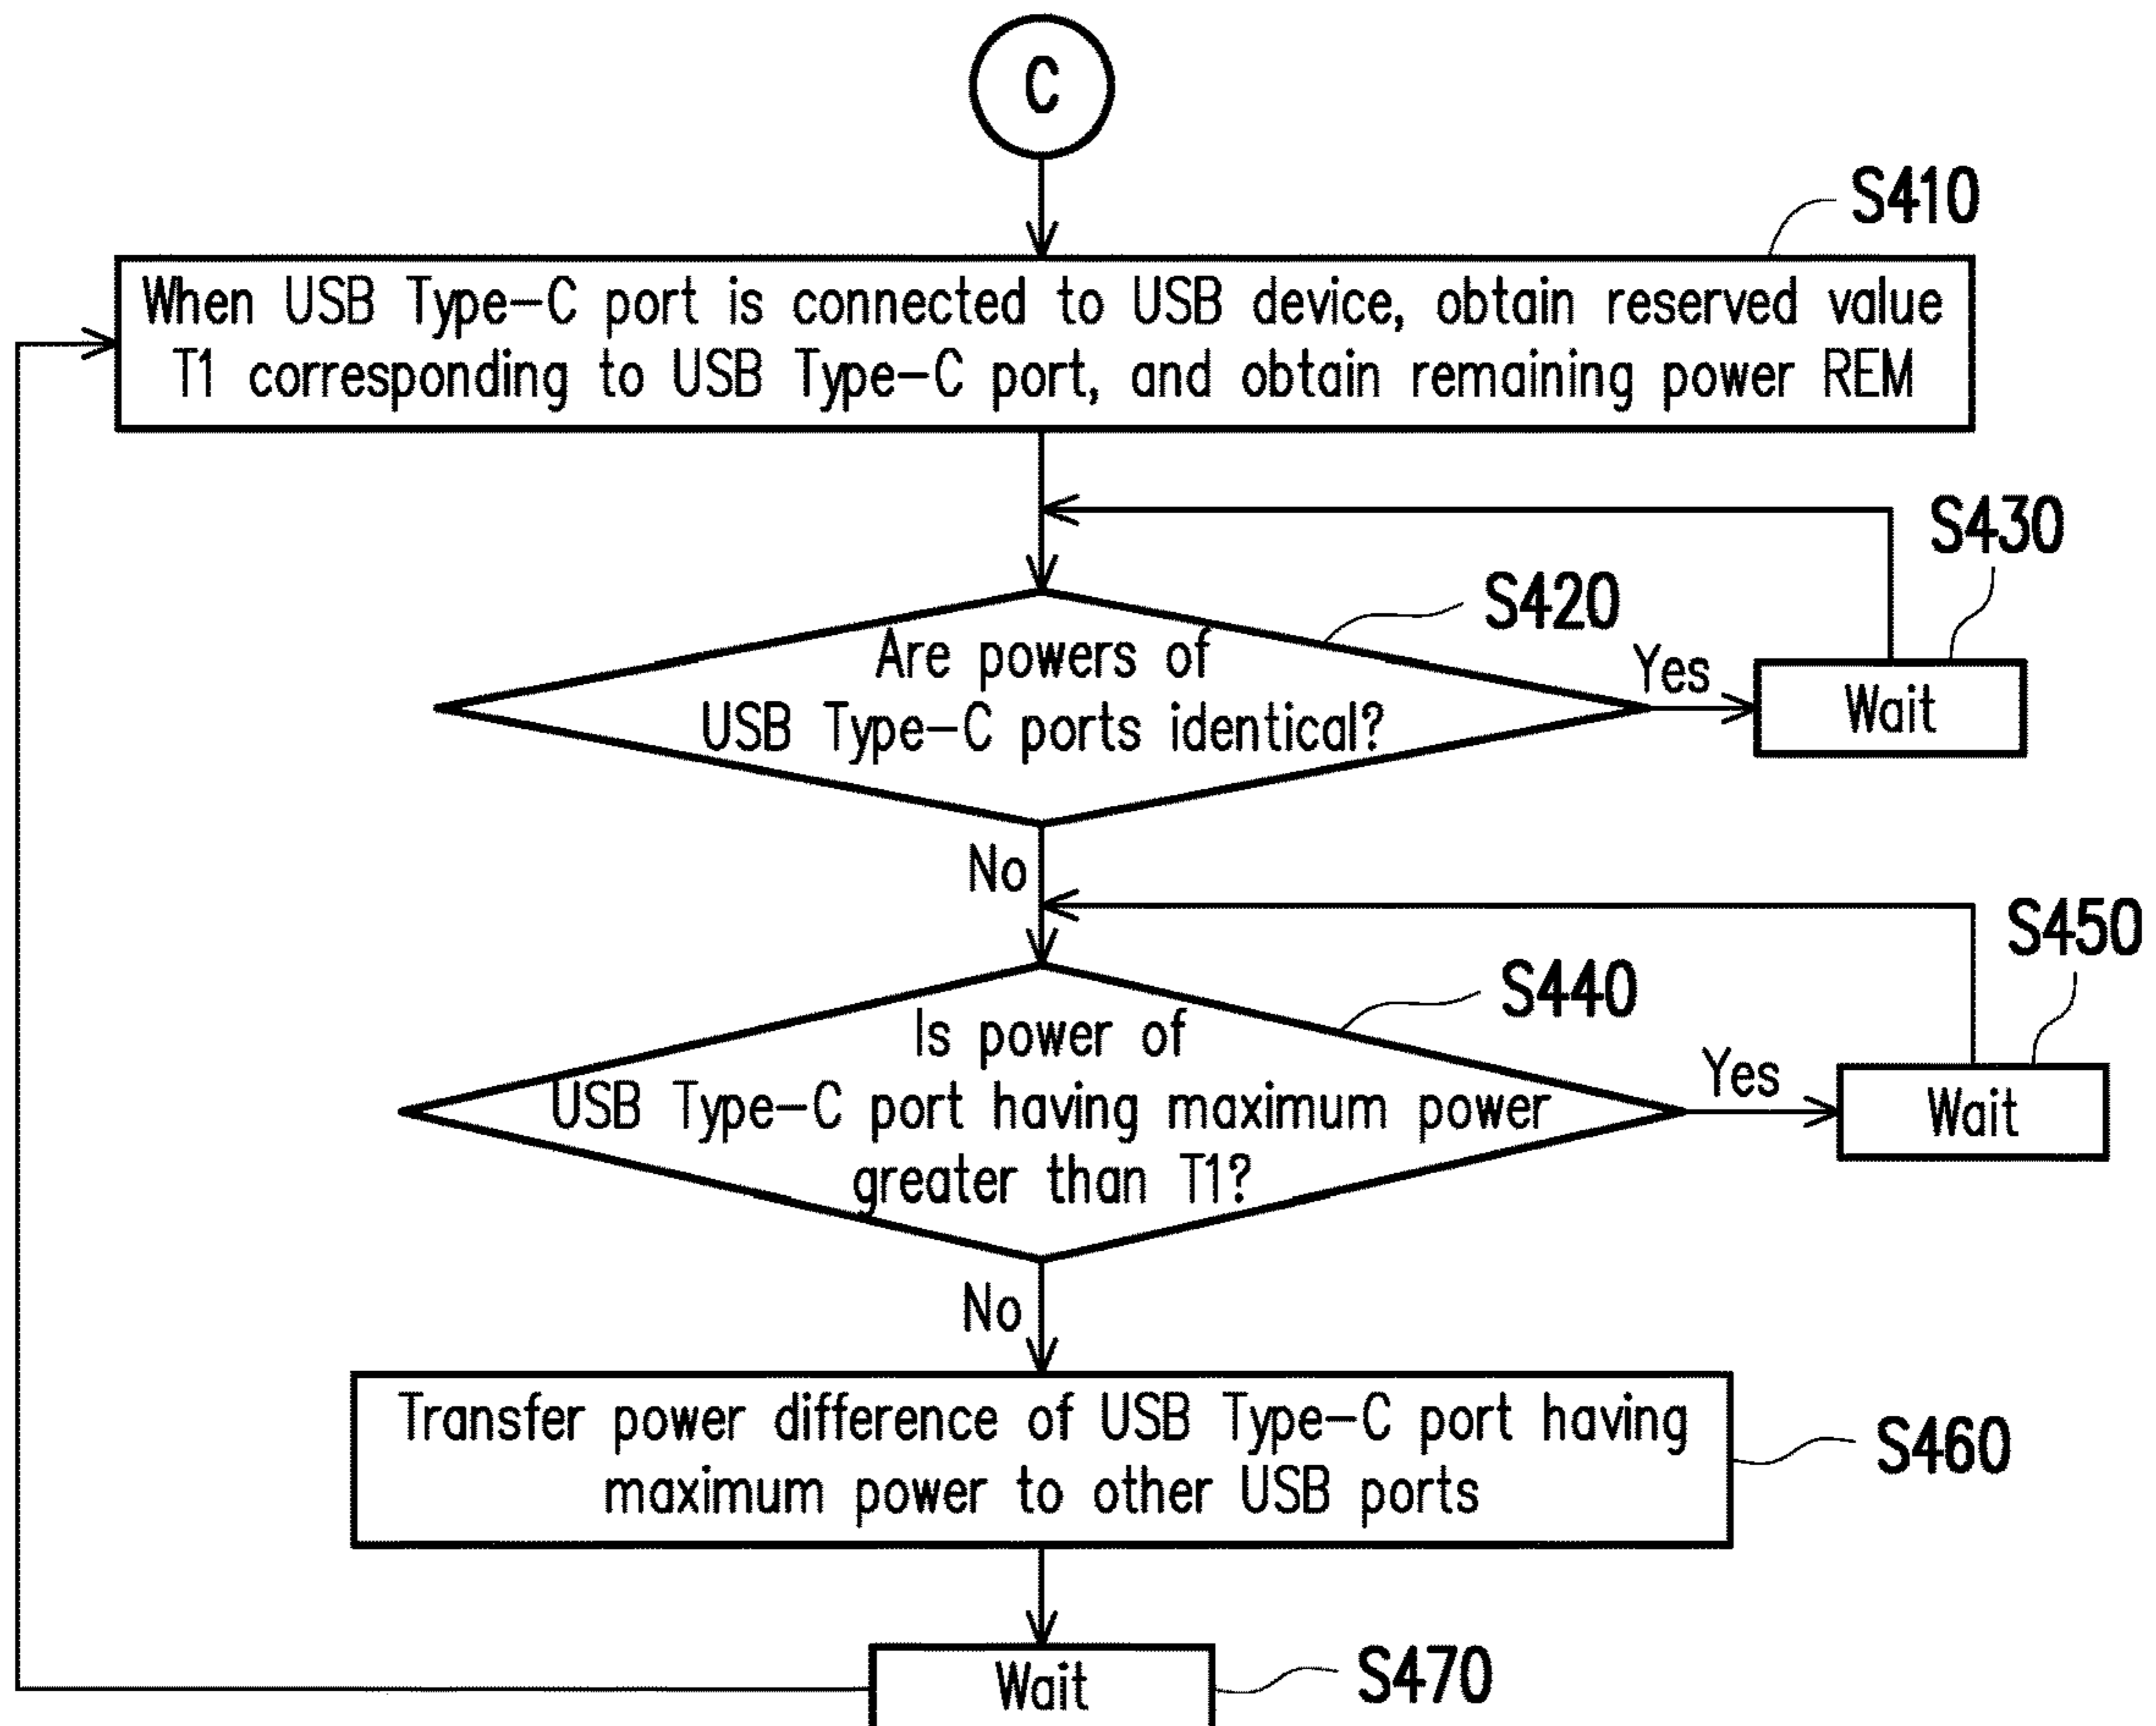 C
S410
When USB Type-C port is connected to USB device, obtain reserved value
T1 corresponding to USB Type-C port, and obtain remaining power REM
S430
S420
Are powers of
USB Type-C ports identical?
Yes
Wait
No
S450
S440
Is power of
USB Type-C port having maximum power
greater than T1?
Yes
Wait
No
Transfer power difference of USB Type-C port having
maximum power to other USB ports
S460
Wait
S470